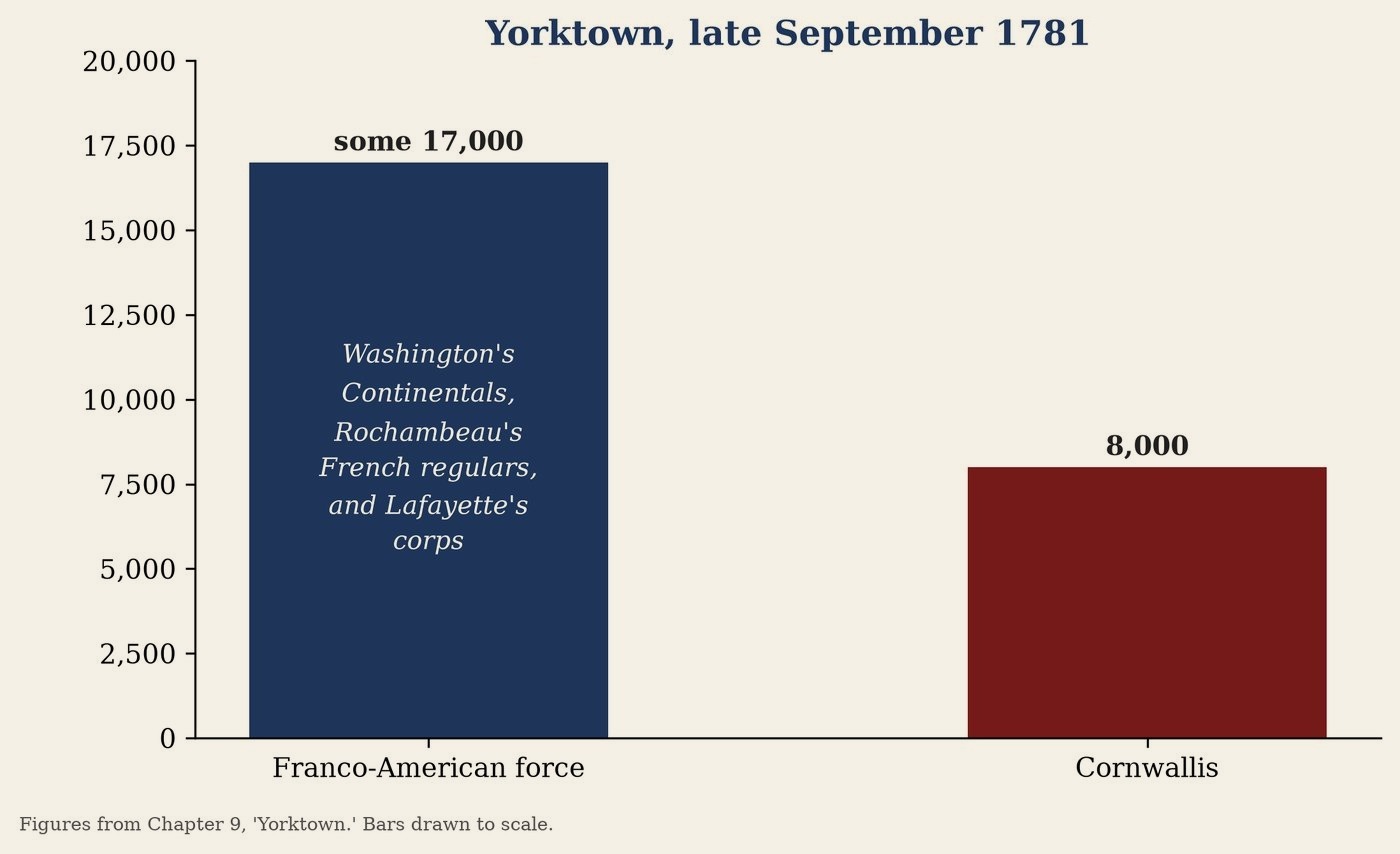 Yorktown, late September 1781
20,000
17,500
15,000
12,500
10,000
7,500
5,000
2,500
0
some 17,000
Washington's
Continentals,
Rochambeau's
French regulars,
and Lafayette's
corps
8,000
Franco-American force
Cornwallis
Figures from Chapter 9, 'Yorktown.' Bars drawn to scale.